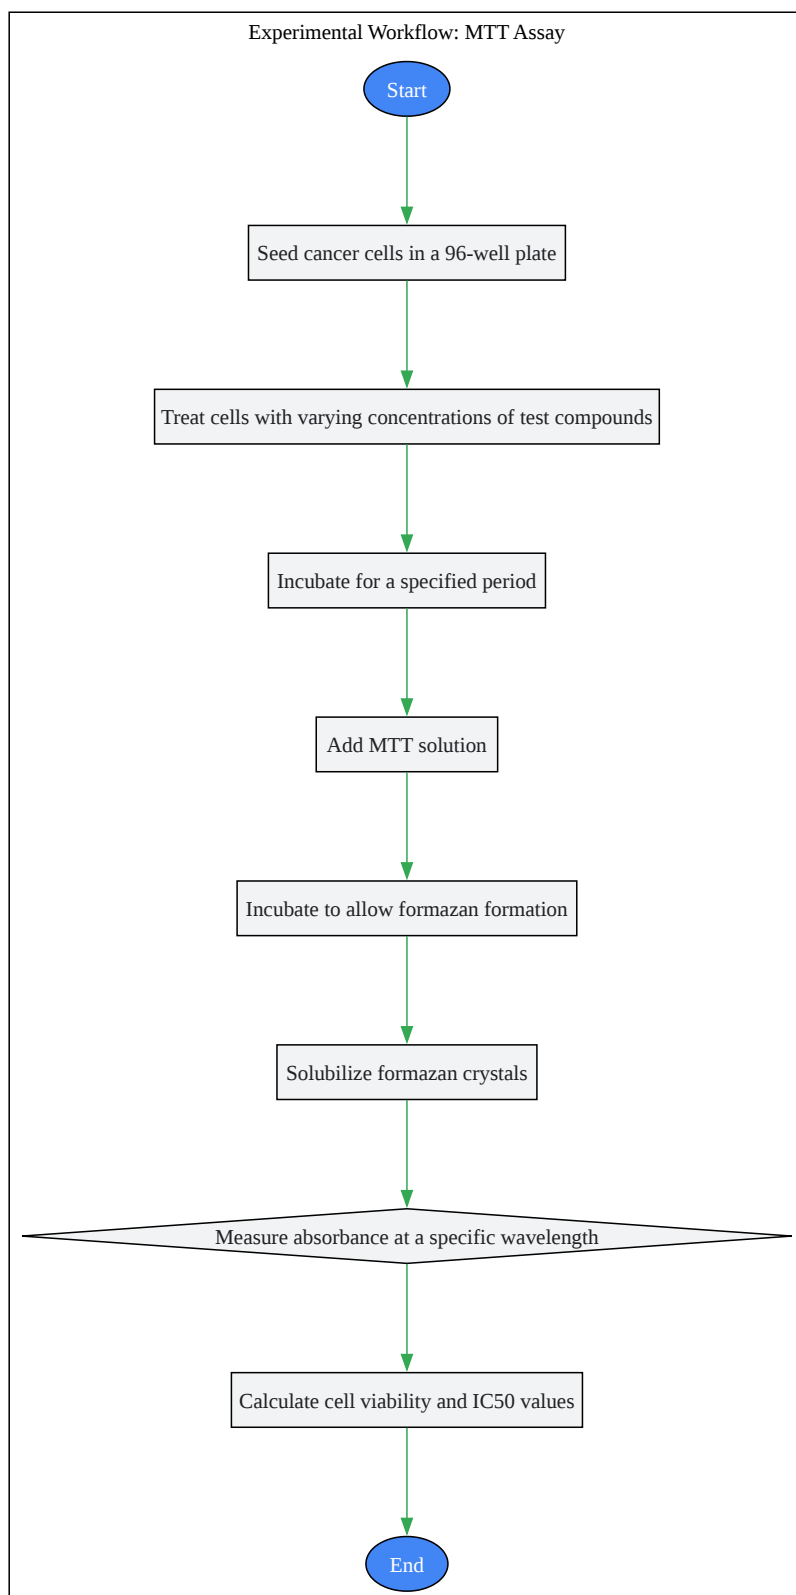 Experimental Workflow: MTT Assay
Start
Seed cancer cells in a 96-well plate
Treat cells with varying concentrations of test compounds
Incubate for a specified period
Add MTT solution
Incubate to allow formazan formation
Solubilize formazan crystals
Measure absorbance at a specific wavelength
Calculate cell viability and IC50 values
End